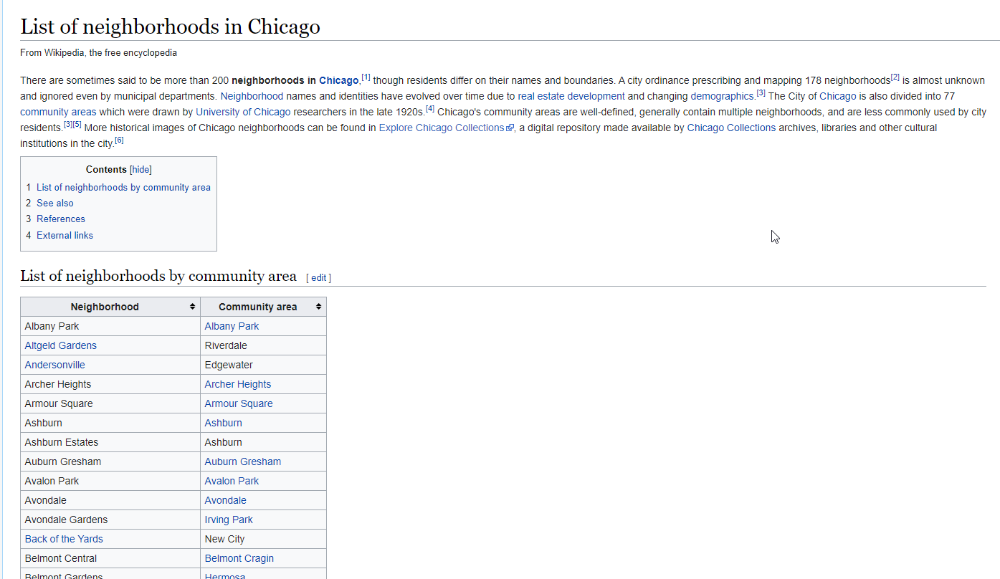 List of neighborhoods in Chicago
From Wikipedia, the free encyclopedia
There are sometimes said to be more than 200 neighborhoods in Chicago,[1] though residents differ on their names and boundaries. A city ordinance prescribing and mapping 178 neighborhoods[2] is almost unknown
and ignored even by municipal departments. Neighborhood names and identities have evolved over time due to real estate development and changing demographics.[3] The City of Chicago is also divided into 77
community areas which were drawn by University of Chicago researchers in the late 1920s.[4] Chicago's community areas are well-defined, generally contain multiple neighborhoods, and are less commonly used by city
residents.[3][5] More historical images of Chicago neighborhoods can be found in Explore Chicago Collections, a digital repository made available by Chicago Collections archives, libraries and other cultural
institutions in the city.[6]
Contents [hide]
1 List of neighborhoods by community area
2 See also
3 References
4 External links
List of neighborhoods by community area [ edit ]
Neighborhood Community area
Albany Park Albany Park
Altgeld Gardens Riverdale
Andersonville Edgewater
Archer Heights Archer Heights
Armour Square Armour Square
Ashburn Ashburn
Ashburn Estates Ashburn
Auburn Gresham Auburn Gresham
Avalon Park Avalon Park
Avondale Avondale
Avondale Gardens Irving Park
Back of the Yards New City
Belmont Central Belmont Cragin
Belmont Gardens Hermosa